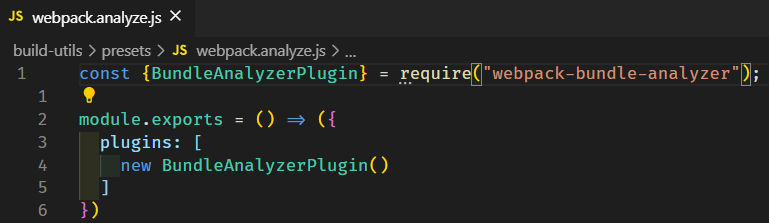 JS webpack.analyze.js ×
build-utils > presets > JS webpack.analyze.js > ...
1 const {BundleAnalyzerPlugin} = require("webpack-bundle-analyzer");
1
2 module.exports = () ⇒ ({
3 plugins: [
4 new BundleAnalyzerPlugin()
5 ]
6 })